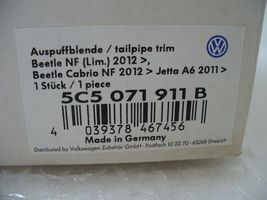 Auspuffblende / tailpipe trim
Beetle NF (Lim.) 2012 >,
Beetle Cabrio NF 2012 > Jetta A6 2011 >
1 Stück / 1 piece
5C5 071 911 B
4 039378 467456
Made in Germany
Distributed by Volkswagen Zubehör GmbH - Postfach 10 22 70 - 63268 Dreieich